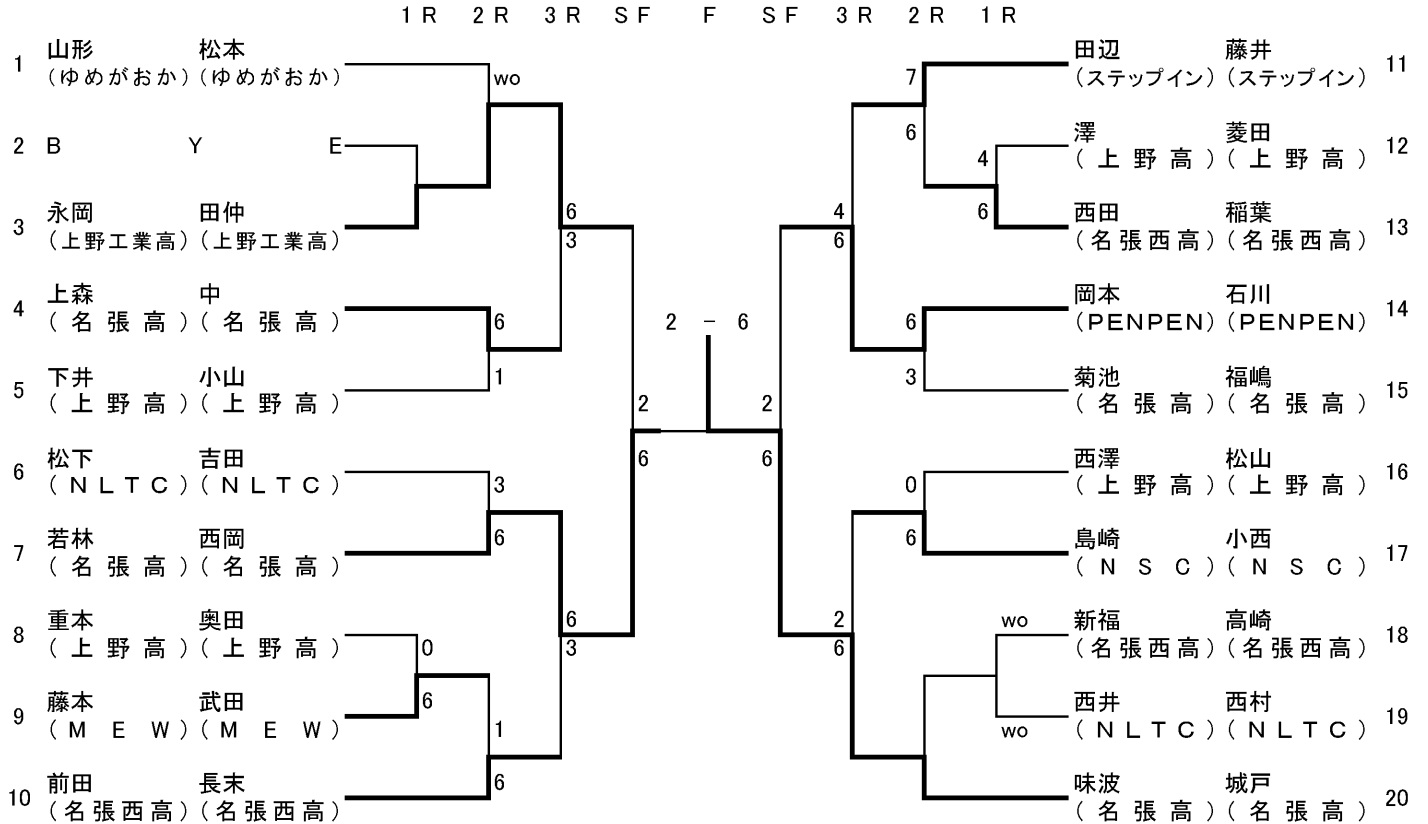 1R 2R 3R SF F SF 3R 2R 1R
1 山形 松本
(ゆめがおか) (ゆめがおか)
wo
2 B Y E
3 永岡 田仲
(上野工業高) (上野工業高)
6
3
4 上森 中
(名張高) (名張高)
6
5 下井 小山
(上野高) (上野高)
1
2
6
6 松下 吉田
(NLTC) (NLTC)
3
7 若林 西岡
(名張高) (名張高)
6
6
3
8 重本 奥田
(上野高) (上野高)
0
9 藤本 武田
(MEW) (MEW)
6
1
10 前田 長末
(名張西高) (名張西高)
6
2 － 6
田辺 藤井 11
(ステップイン) (ステップイン)
7
6
澤 菱田 12
(上野高) (上野高)
4
西田 稲葉 13
(名張西高) (名張西高)
6
4
6
岡本 石川 14
(PENPEN) (PENPEN)
6
菊池 福嶋 15
(名張高) (名張高)
3
2
6
西澤 松山 16
(上野高) (上野高)
0
島崎 小西 17
(NSC) (NSC)
6
2
6
wo
新福 高崎 18
(名張西高) (名張西高)
西井 西村 19
(NLTC) (NLTC)
wo
味波 城戸 20
(名張高) (名張高)